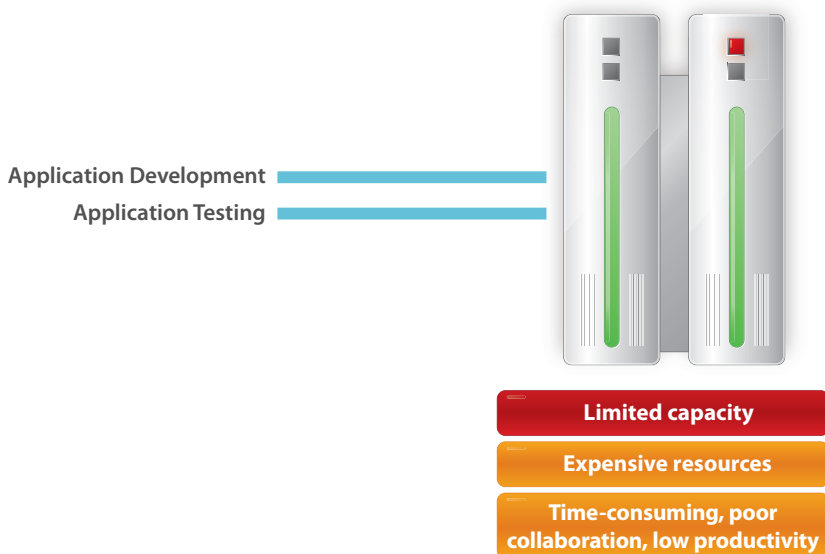 Application Development
Application Testing
Limited capacity
Expensive resources
Time-consuming, poor
collaboration, low productivity